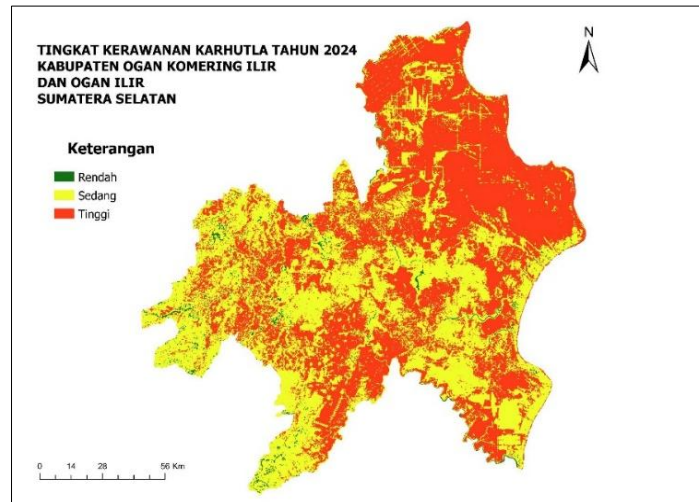 TINGKAT KERAWANAN KARHUTLA TAHUN 2024
KABUPATEN OGAN KOMERING ILIR
DAN OGAN ILIR
SUMATERA SELATAN
N
Keterangan
Rendah
Sedang
Tinggi
0 14 28 56 Km